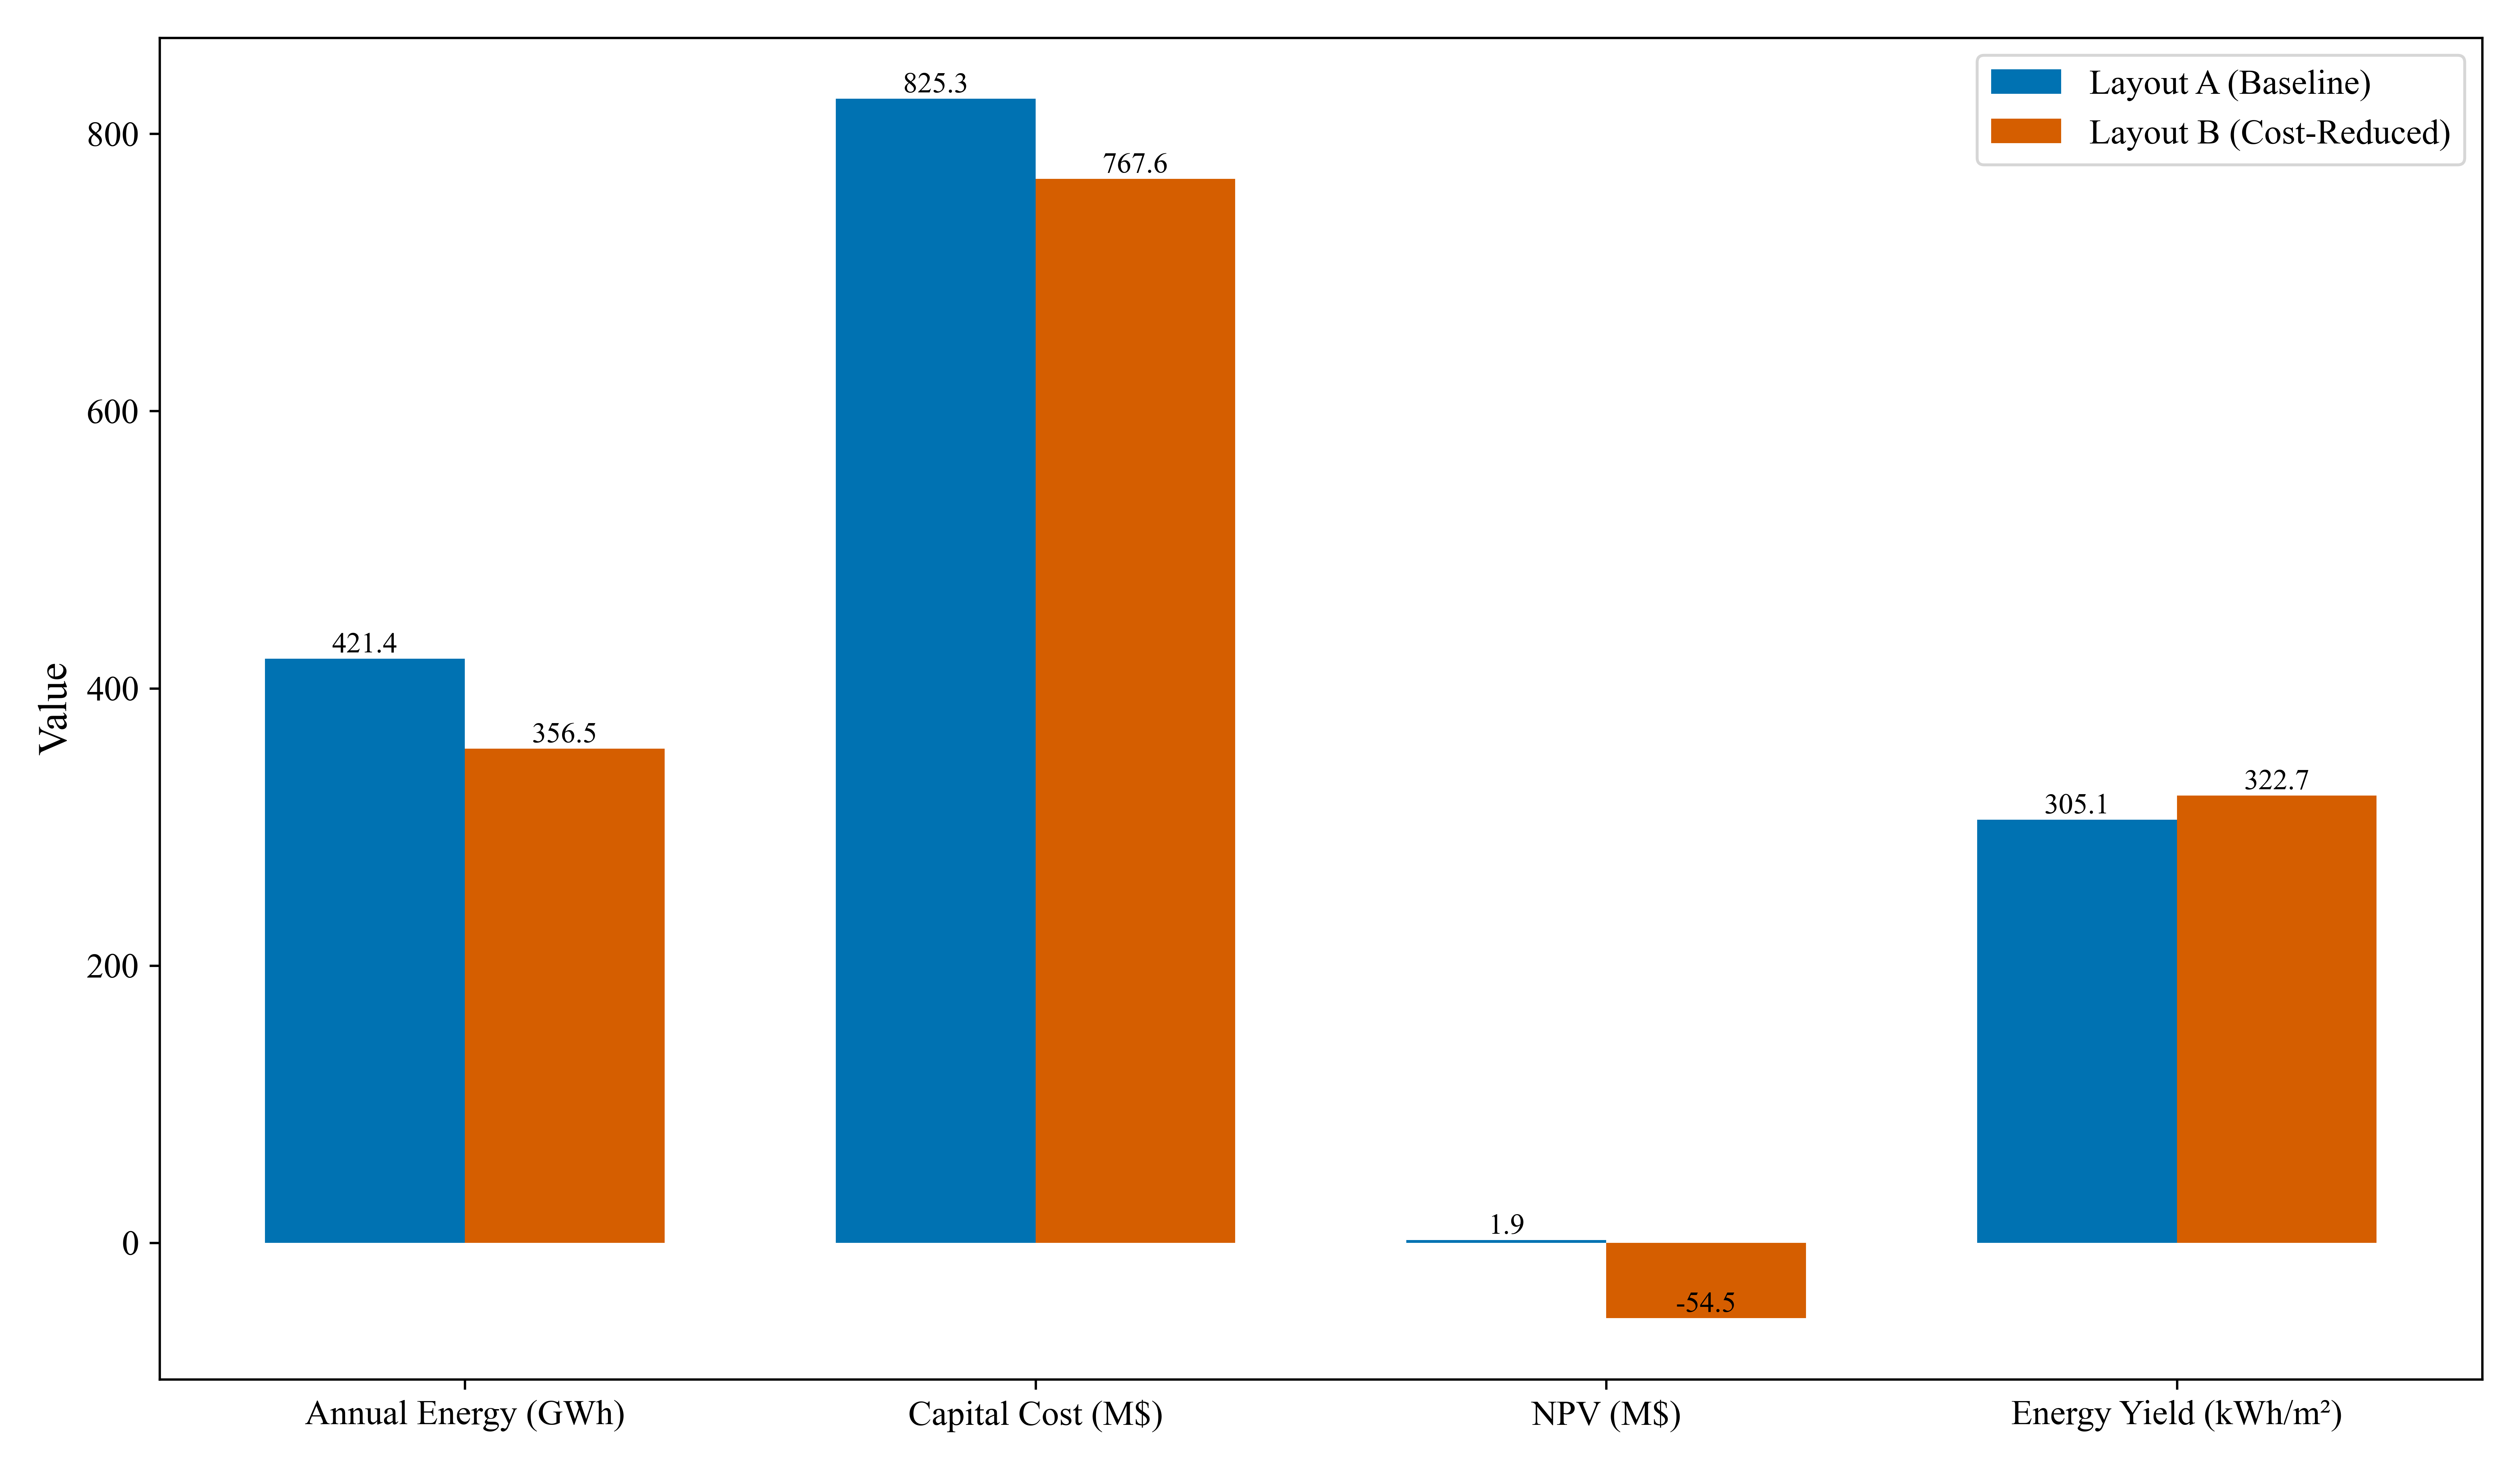 Layout A (Baseline)
Layout B (Cost-Reduced)
Value
800
600
400
200
0
421.4
356.5
825.3
767.6
1.9
-54.5
305.1
322.7
Annual Energy (GWh)
Capital Cost (M$)
NPV (M$)
Energy Yield (kWh/m²)